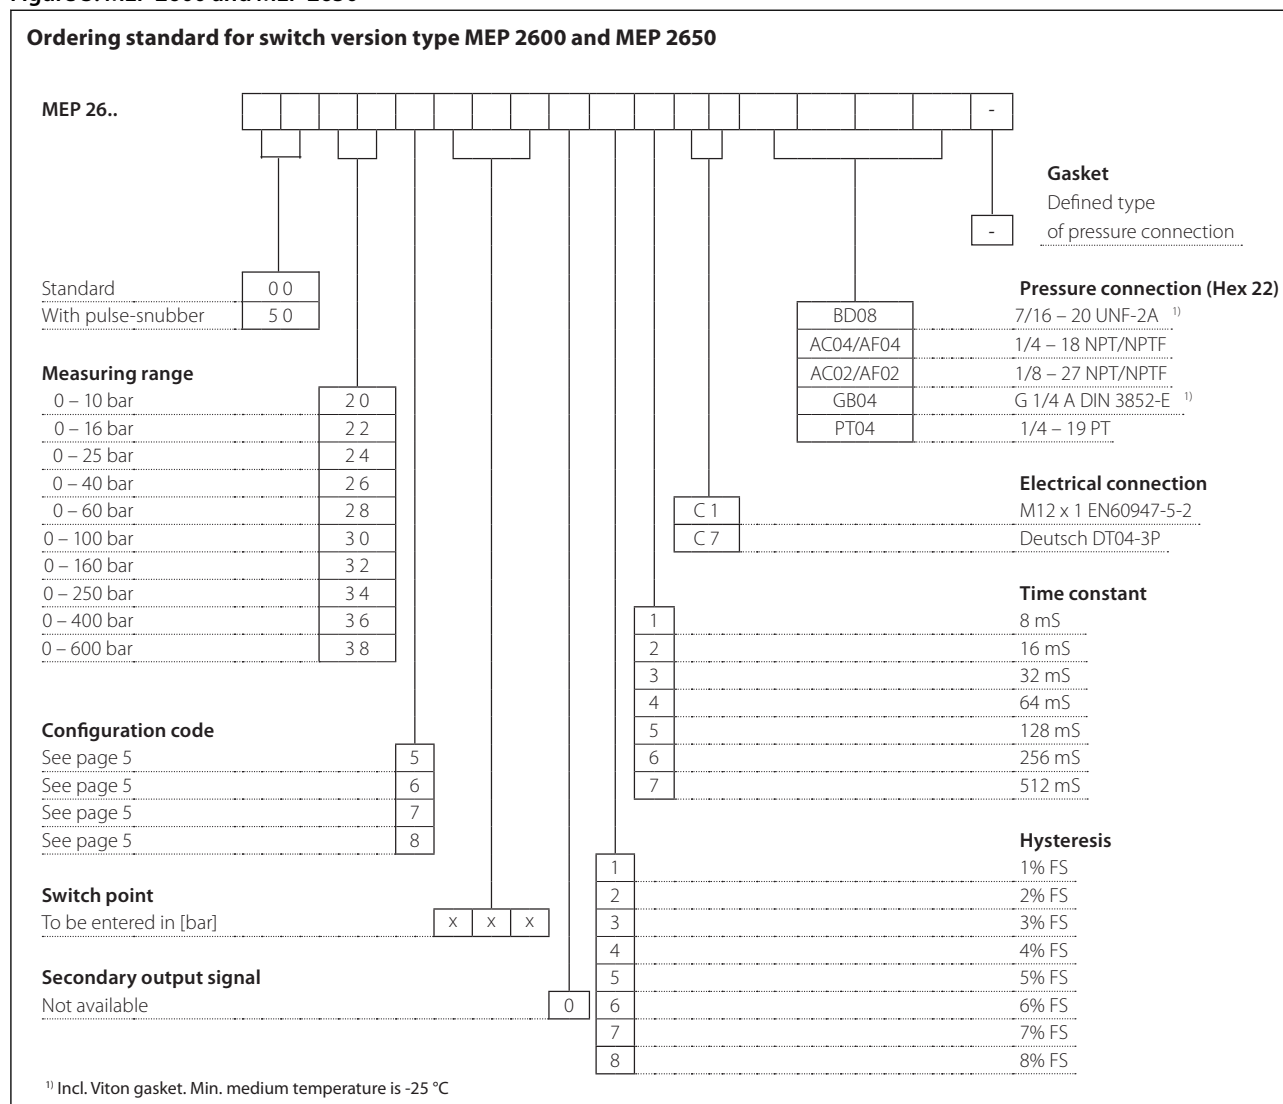 Ordering standard for switch version type MEP 2600 and MEP 2650
MEP 26..
-
Gasket
Defined type
- of pressure connection
Standard 0 0
With pulse-snubber 5 0
Pressure connection (Hex 22)
BD08 7/16 – 20 UNF-2A 1)
AC04/AF04 1/4 – 18 NPT/NPTF
AC02/AF02 1/8 – 27 NPT/NPTF
GB04 G 1/4 A DIN 3852-E 1)
PT04 1/4 – 19 PT
Measuring range
0 – 10 bar 2 0
0 – 16 bar 2 2
0 – 25 bar 2 4
0 – 40 bar 2 6
0 – 60 bar 2 8
0 – 100 bar 3 0
0 – 160 bar 3 2
0 – 250 bar 3 4
0 – 400 bar 3 6
0 – 600 bar 3 8
Electrical connection
C 1 M12 x 1 EN60947-5-2
C 7 Deutsch DT04-3P
Time constant
1 8 mS
2 16 mS
3 32 mS
4 64 mS
5 128 mS
6 256 mS
7 512 mS
Configuration code
See page 5 5
See page 5 6
See page 5 7
See page 5 8
Hysteresis
1 1% FS
2 2% FS
3 3% FS
4 4% FS
5 5% FS
6 6% FS
7 7% FS
8 8% FS
Switch point
To be entered in [bar] x x x
Secondary output signal
Not available 0
1) Incl. Viton gasket. Min. medium temperature is -25 °C